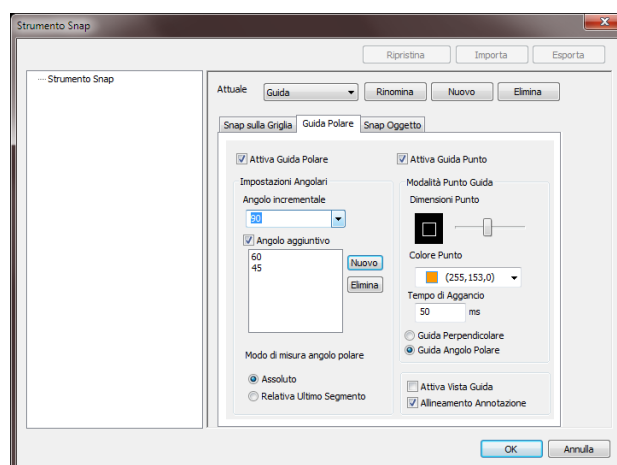 Strumento Snap
Ripristina Importa Esporta
Strumento Snap
Attuale Guida Rinomina Nuovo Elimina
Snap sulla Griglia Guida Polare Snap Oggetto
Attiva Guida Polare Attiva Guida Punto
Impostazioni Angolari Modalità Punto Guida
Angolo incrementale Dimensioni Punto
90
Angolo aggiuntivo
60
45
Nuovo
Elimina
Colore Punto
(255,153,0)
Tempo di Aggancio
50 ms
Guida Perpendicolare
Guida Angolo Polare
Modo di misura angolo polare
Assoluto
Relativa Ultimo Segmento
Attiva Vista Guida
Allineamento Annotazione
OK Annulla